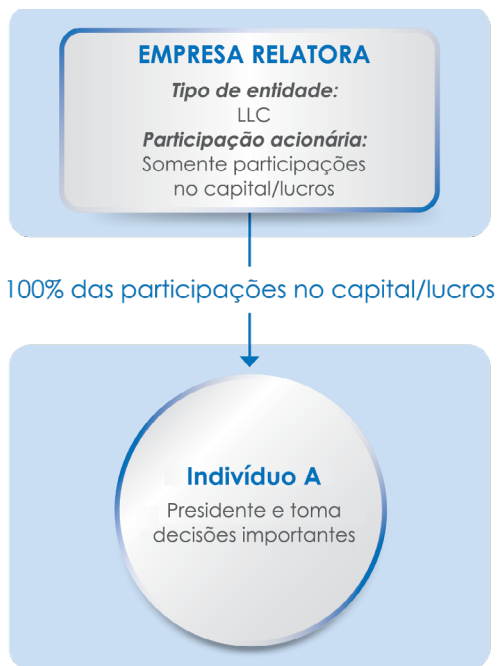 EMPRESA RELATORA
Tipo de entidade:
LLC
Participação acionária:
Somente participações
no capital/lucros
100% das participações no capital/lucros
Indivíduo A
Presidente e toma
decisões importantes